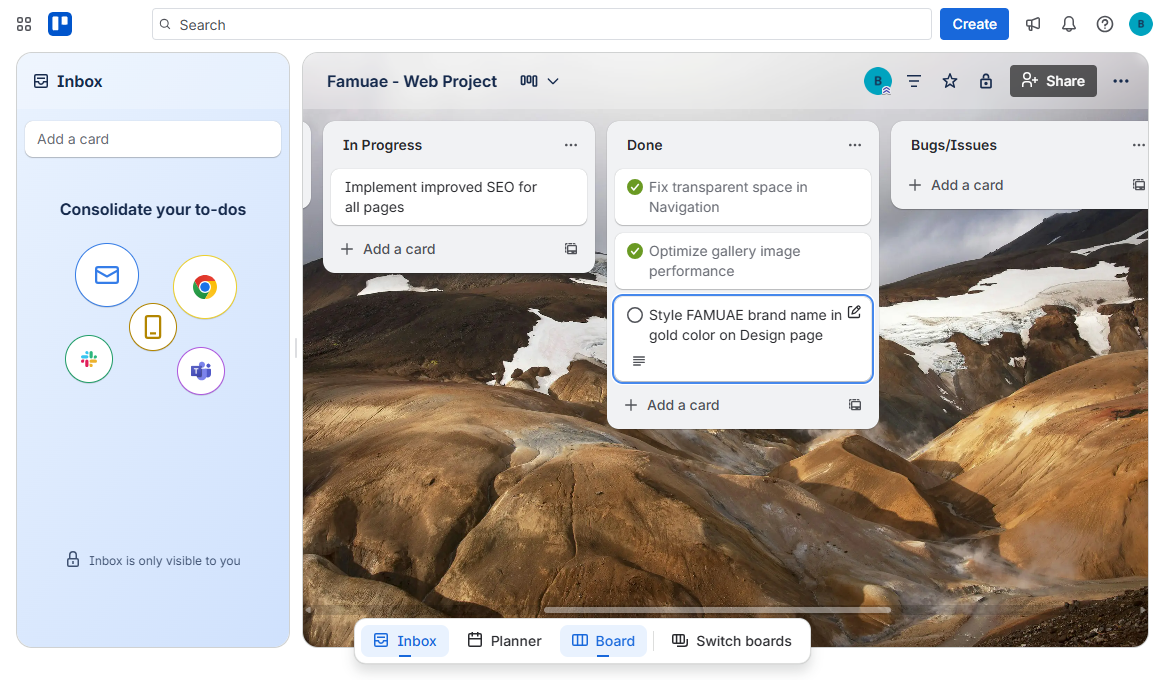 Search
Create
B
Inbox
Add a card
Consolidate your to-dos
Inbox is only visible to you
Famuae - Web Project
B
Share
In Progress
Implement improved SEO for
all pages
Add a card
Done
Fix transparent space in
Navigation
Optimize gallery image
performance
Style FAMUAE brand name in
gold color on Design page
Add a card
Bugs/Issues
Add a card
Inbox
Planner
Board
Switch boards